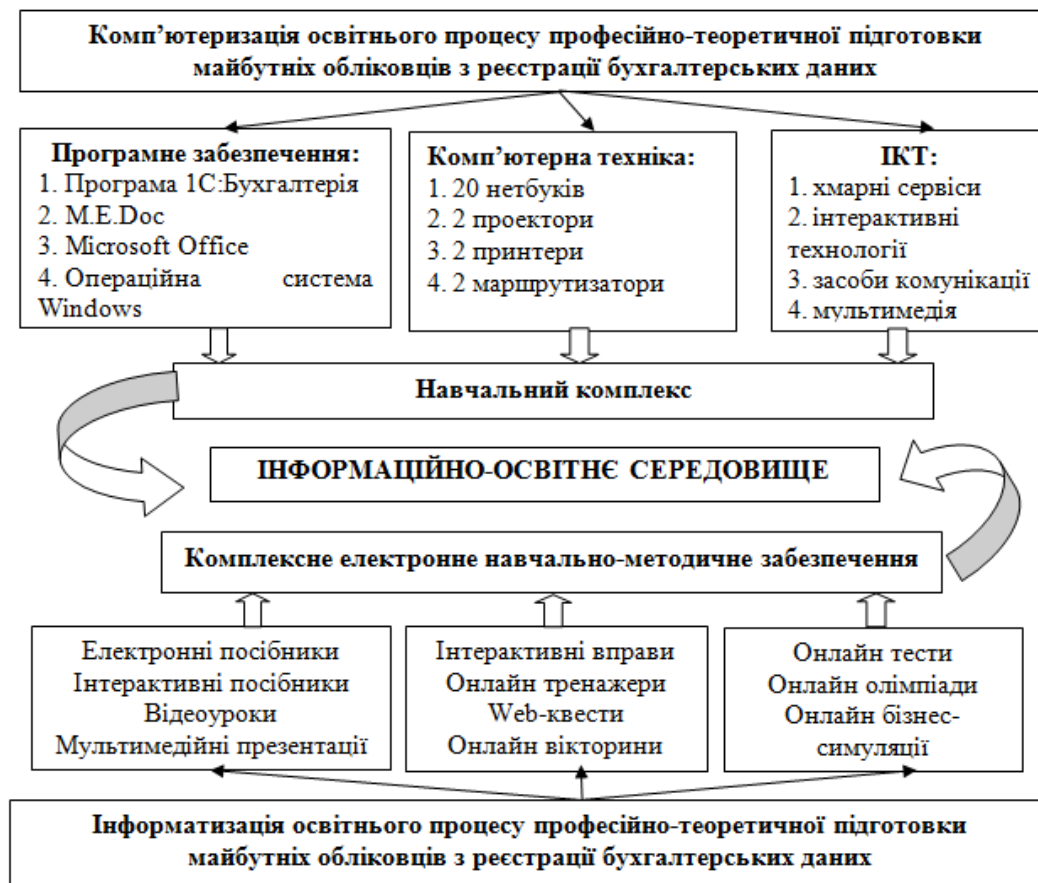 Комп’ютеризація освітнього процесу професійно-теоретичної підготовки
майбутніх обліковців з реєстрації бухгалтерських даних
Програмне забезпечення:
1. Програма 1С:Бухгалтерія
2. M.E.Doc
3. Microsoft Office
4. Операційна система
Windows
Комп’ютерна техніка:
1. 20 нетбуків
2. 2 проектори
3. 2 принтери
4. 2 маршрутизатори
ІКТ:
1. хмарні сервіси
2. інтерактивні
технології
3. засоби комунікації
4. мультимедія
Навчальний комплекс
ІНФОРМАЦІЙНО-ОСВІТНЄ СЕРЕДОВИЩЕ
Комплексне електронне навчально-методичне забезпечення
Електронні посібники
Інтерактивні посібники
Відеоуроки
Мультимедійні презентації
Інтерактивні вправи
Онлайн тренажери
Web-квести
Онлайн вікторини
Онлайн тести
Онлайн олімпіади
Онлайн бізнес-
симуляції
Інформатизація освітнього процесу професійно-теоретичної підготовки
майбутніх обліковців з реєстрації бухгалтерських даних